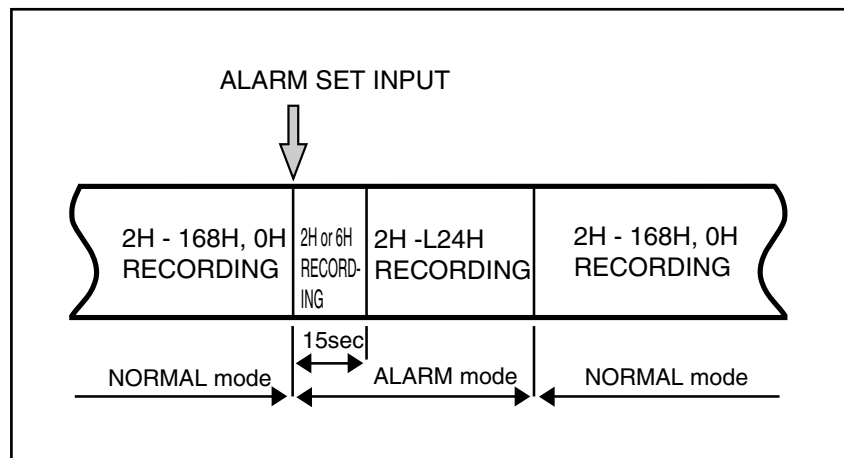 ALARM SET INPUT
2H - 168H, 0H
RECORDING
2H or 6H
RECORD-
ING
2H -L24H
RECORDING
2H - 168H, 0H
RECORDING
15sec
NORMAL mode
ALARM mode
NORMAL mode